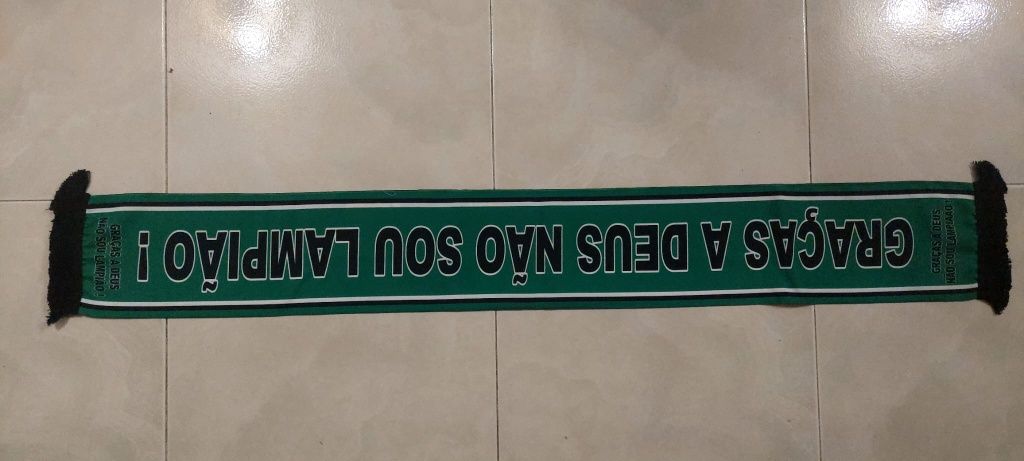 GRAÇAS A DEUS NÃO SOU LAMPIÃO !
GRAÇAS A DEUS
NÃO SOU LAMPIÃO !
GRAÇAS A DEUS
NÃO SOU LAMPIÃO !